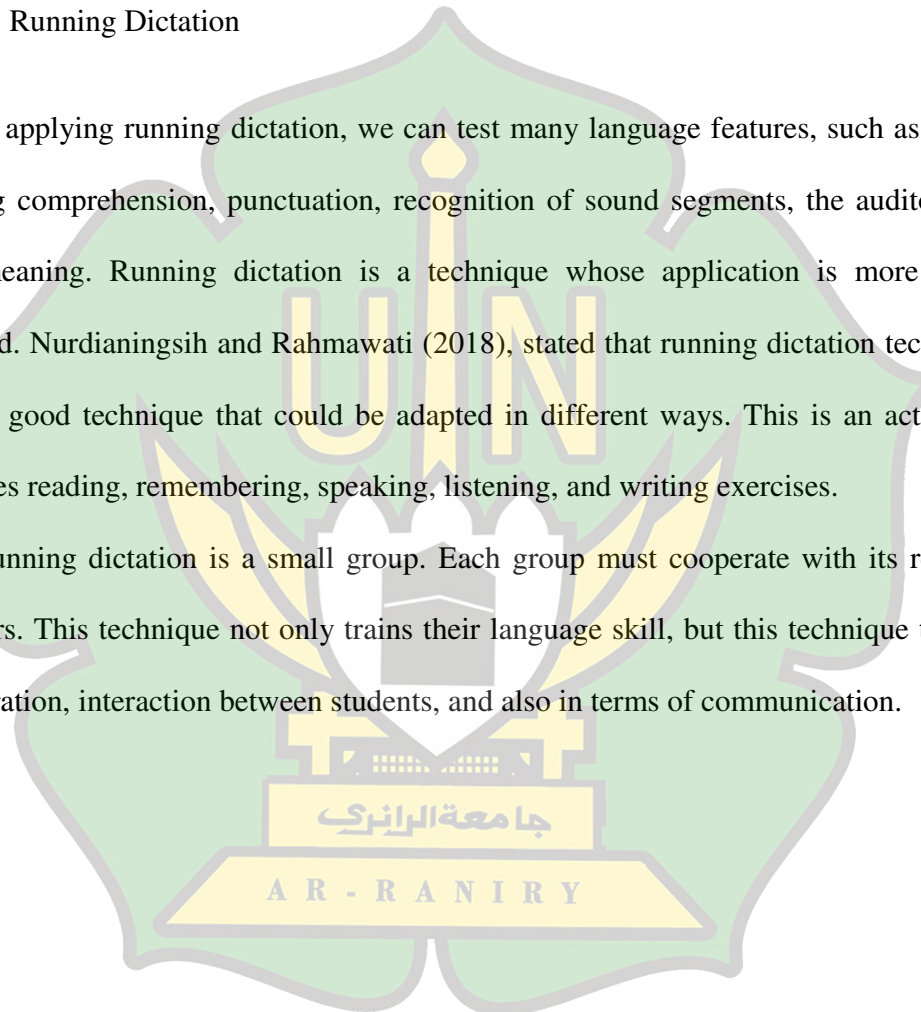 Running Dictation
applying running dictation, we can test many language features, such as
g comprehension, punctuation, recognition of sound segments, the audito
eaning. Running dictation is a technique whose application is more
d. Nurdianingsih and Rahmawati (2018), stated that running dictation tec
good technique that could be adapted in different ways. This is an act
es reading, remembering, speaking, listening, and writing exercises.
unning dictation is a small group. Each group must cooperate with its r
rs. This technique not only trains their language skill, but this technique t
ration, interaction between students, and also in terms of communication.
UIN
جامعةالرانري
AR-RANIRY